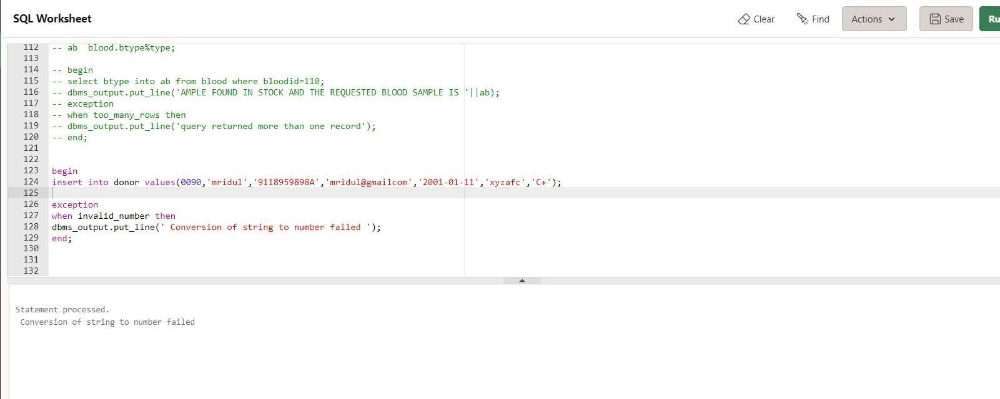 SQL Worksheet
Clear Find Actions Save Ru
112 -- ab  blood.btype%type;
113
114 -- begin
115 -- select btype into ab from blood where bloodid=110;
116 -- dbms_output.put_line('AMPLE FOUND IN STOCK AND THE REQUESTED BLOOD SAMPLE IS '||ab);
117 -- exception
118 -- when too_many_rows then
119 -- dbms_output.put_line('query returned more than one record');
120 -- end;
121
122
123 begin
124 insert into donor values(0090,'mridul','9118959898A','mridul@gmailcom','2001-01-11','xyzafc','C+');
125
126 exception
127 when invalid_number then
128 dbms_output.put_line(' Conversion of string to number failed ');
129 end;
130
131
132
Statement processed.
 Conversion of string to number failed